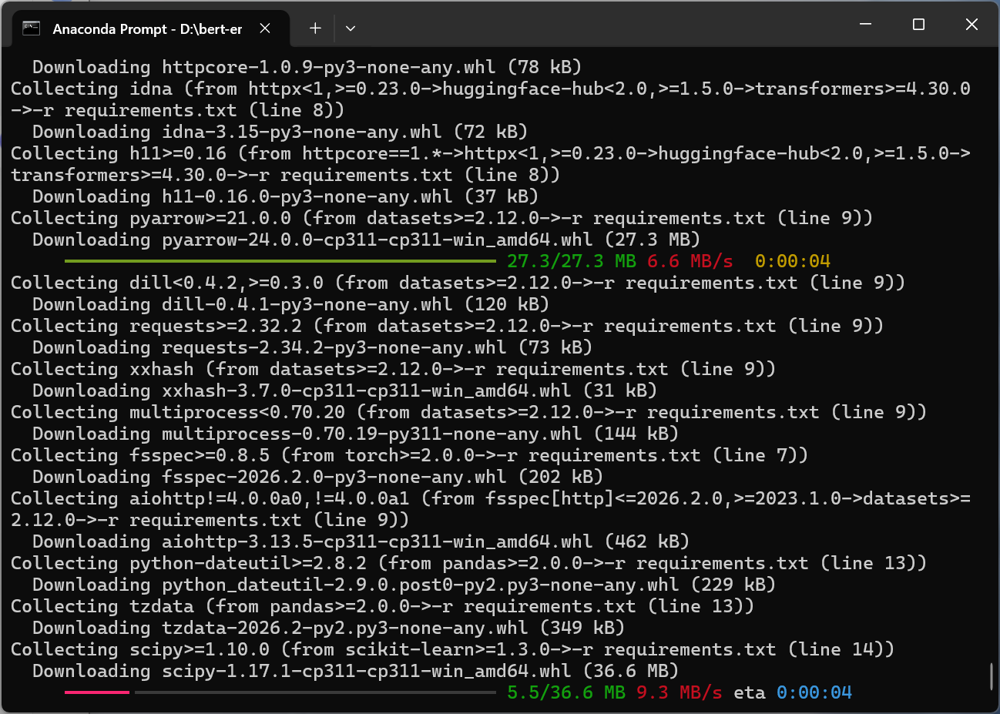 Anaconda Prompt - D:\bert-er
Downloading httpcore-1.0.9-py3-none-any.whl (78 kB)
Collecting idna (from httpx<1,>=0.23.0->huggingface-hub<2.0,>=1.5.0->transformers>=4.30.0
->-r requirements.txt (line 8))
Downloading idna-3.15-py3-none-any.whl (72 kB)
Collecting h11>=0.16 (from httpcore==1.*->httpx<1,>=0.23.0->huggingface-hub<2.0,>=1.5.0->
transformers>=4.30.0->-r requirements.txt (line 8))
Downloading h11-0.16.0-py3-none-any.whl (37 kB)
Collecting pyarrow>=21.0.0 (from datasets>=2.12.0->-r requirements.txt (line 9))
Downloading pyarrow-24.0.0-cp311-cp311-win_amd64.whl (27.3 MB)
27.3/27.3 MB 6.6 MB/s  0:00:04
Collecting dill<0.4.2,>=0.3.0 (from datasets>=2.12.0->-r requirements.txt (line 9))
Downloading dill-0.4.1-py3-none-any.whl (120 kB)
Collecting requests>=2.32.2 (from datasets>=2.12.0->-r requirements.txt (line 9))
Downloading requests-2.34.2-py3-none-any.whl (73 kB)
Collecting xxhash (from datasets>=2.12.0->-r requirements.txt (line 9))
Downloading xxhash-3.7.0-cp311-cp311-win_amd64.whl (31 kB)
Collecting multiprocess<0.70.20 (from datasets>=2.12.0->-r requirements.txt (line 9))
Downloading multiprocess-0.70.19-py311-none-any.whl (144 kB)
Collecting fsspec>=0.8.5 (from torch>=2.0.0->-r requirements.txt (line 7))
Downloading fsspec-2026.2.0-py3-none-any.whl (202 kB)
Collecting aiohttp!=4.0.0a0,!=4.0.0a1 (from fsspec[http]<=2026.2.0,>=2023.1.0->datasets>=
2.12.0->-r requirements.txt (line 9))
Downloading aiohttp-3.13.5-cp311-cp311-win_amd64.whl (462 kB)
Collecting python-dateutil>=2.8.2 (from pandas>=2.0.0->-r requirements.txt (line 13))
Downloading python_dateutil-2.9.0.post0-py2.py3-none-any.whl (229 kB)
Collecting tzdata (from pandas>=2.0.0->-r requirements.txt (line 13))
Downloading tzdata-2026.2-py2.py3-none-any.whl (349 kB)
Collecting scipy>=1.10.0 (from scikit-learn>=1.3.0->-r requirements.txt (line 14))
Downloading scipy-1.17.1-cp311-cp311-win_amd64.whl (36.6 MB)
5.5/36.6 MB 9.3 MB/s eta 0:00:04